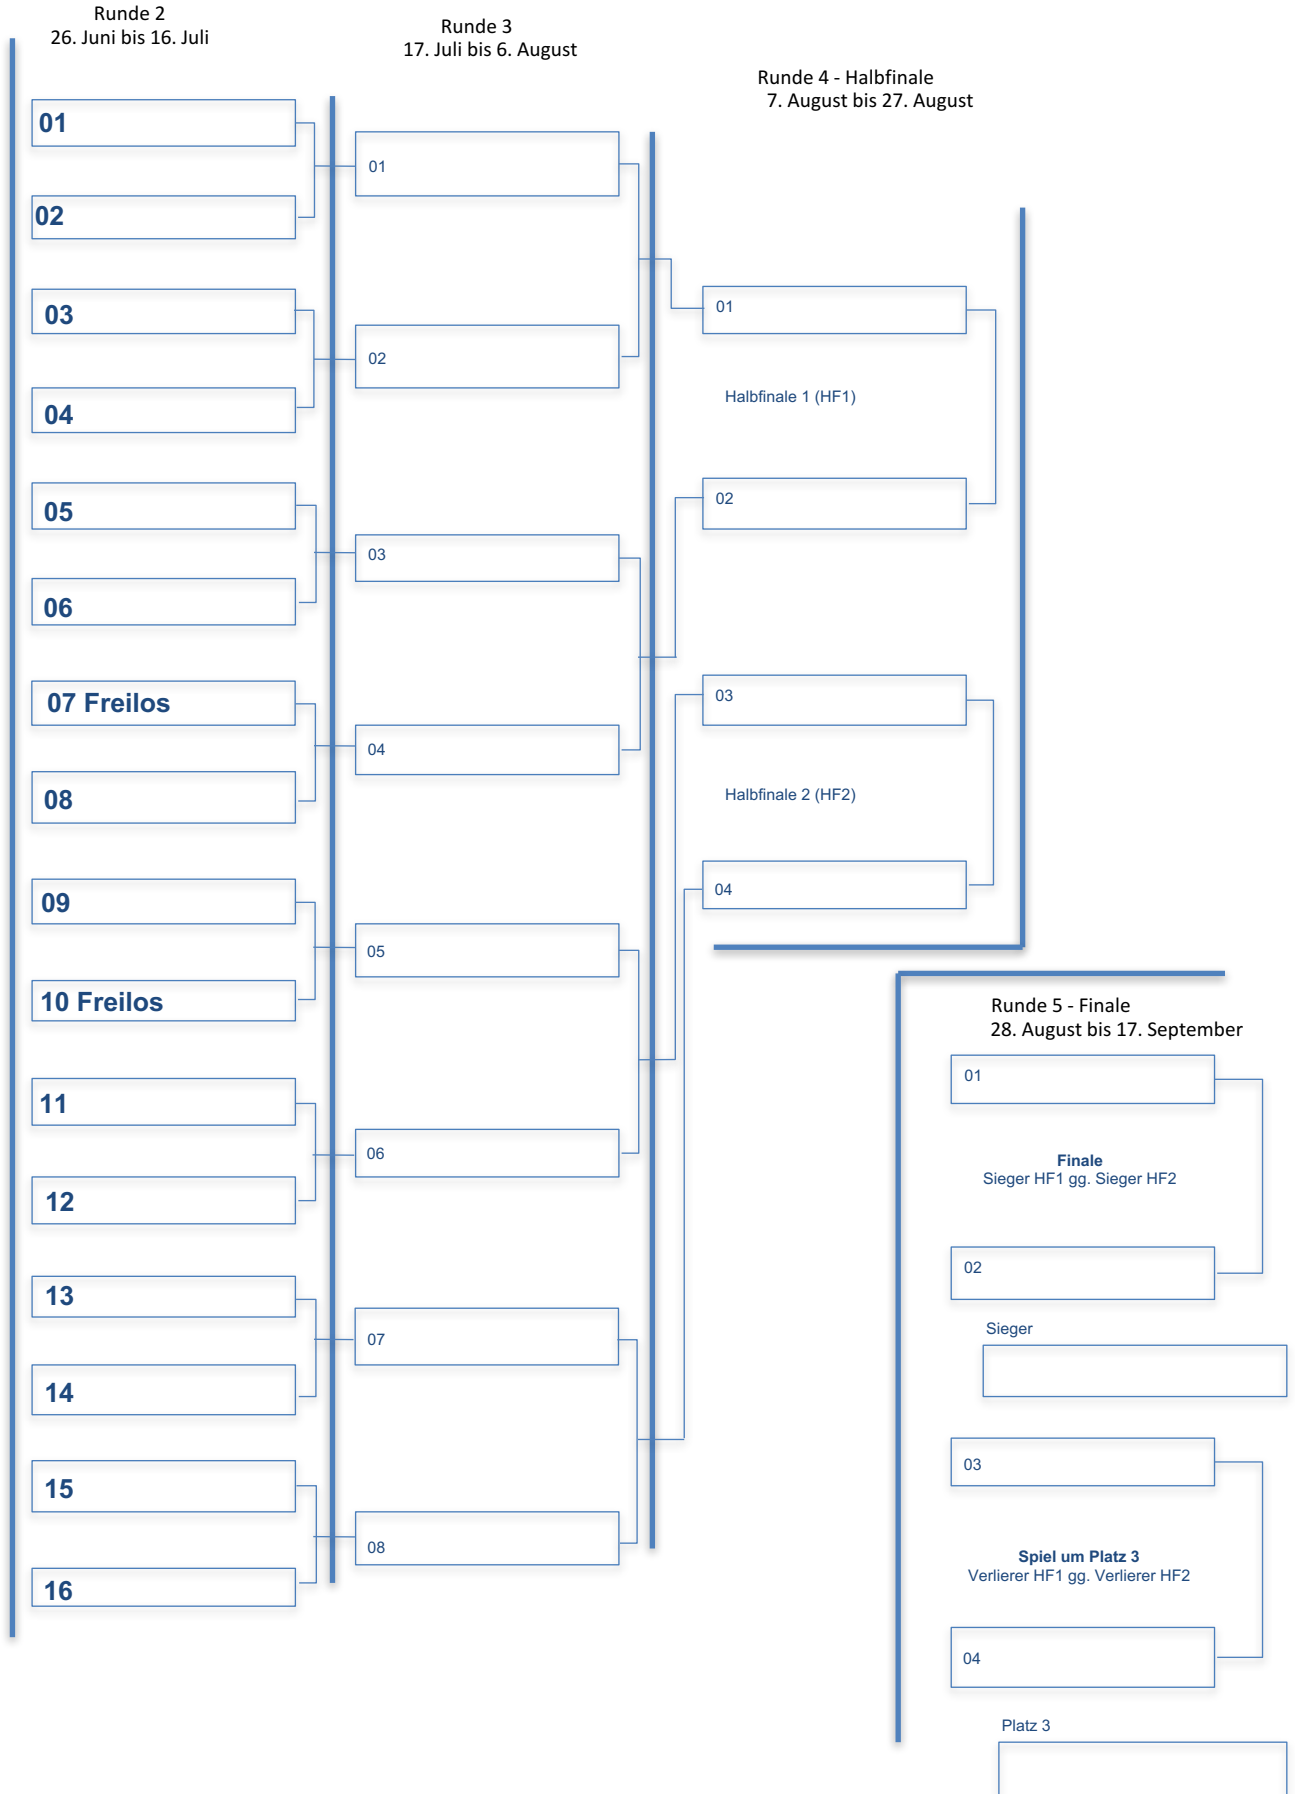 Runde 2
26. Juni bis 16. Juli
01
02
03
04
05
06
07 Freilos
08
09
10 Freilos
11
12
13
14
15
16
Runde 3
17. Juli bis 6. August
01
02
03
04
05
06
07
08
Runde 4 - Halbfinale
7. August bis 27. August
01
Halbfinale 1 (HF1)
02
03
Halbfinale 2 (HF2)
04
Runde 5 - Finale
28. August bis 17. September
01
Finale
Sieger HF1 gg. Sieger HF2
02
Sieger
03
Spiel um Platz 3
Verlierer HF1 gg. Verlierer HF2
04
Platz 3